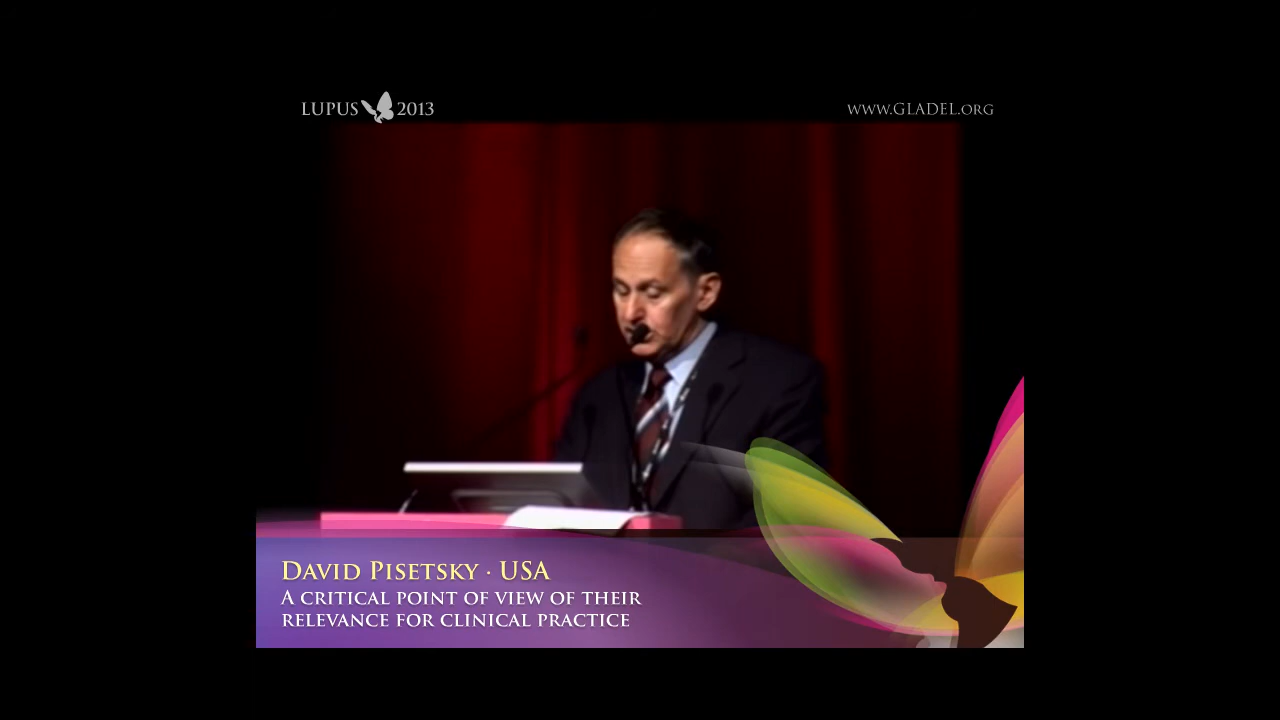 LUPUS 2013
WWW.GLADEL.ORG
DAVID PISETSKY · USA
A CRITICAL POINT OF VIEW OF THEIR
RELEVANCE FOR CLINICAL PRACTICE